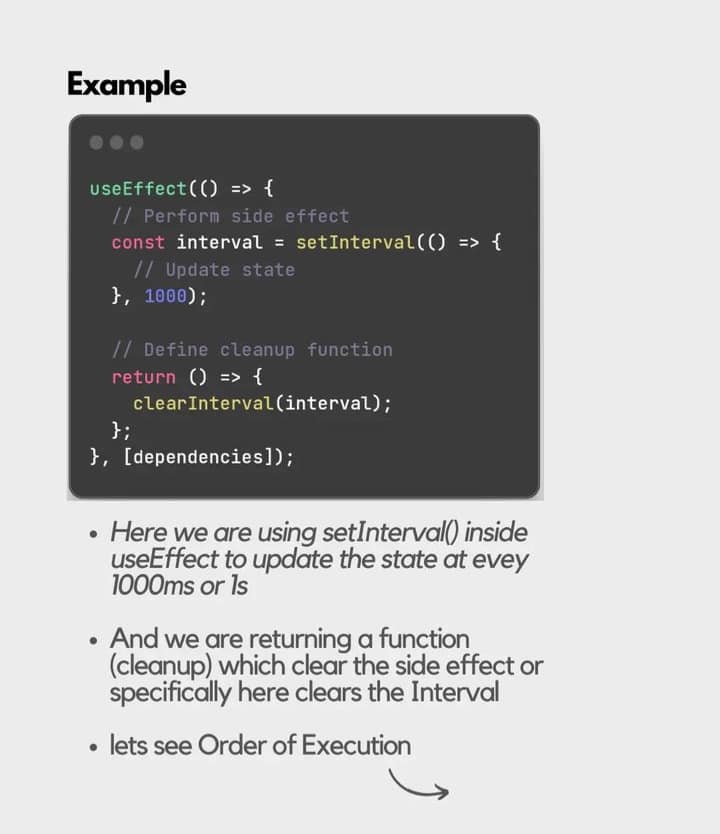 Example
useEffect(() => {
// Perform side effect
const interval = setInterval(() => {
// Update state
}, 1000);
// Define cleanup function
return () => {
clearInterval(interval);
};
}, [dependencies]);
• Here we are using setInterval() inside
useEffect to update the state at evey
1000ms or 1s
• And we are returning a function
(cleanup) which clear the side effect or
specifically here clears the Interval
• lets see Order of Execution